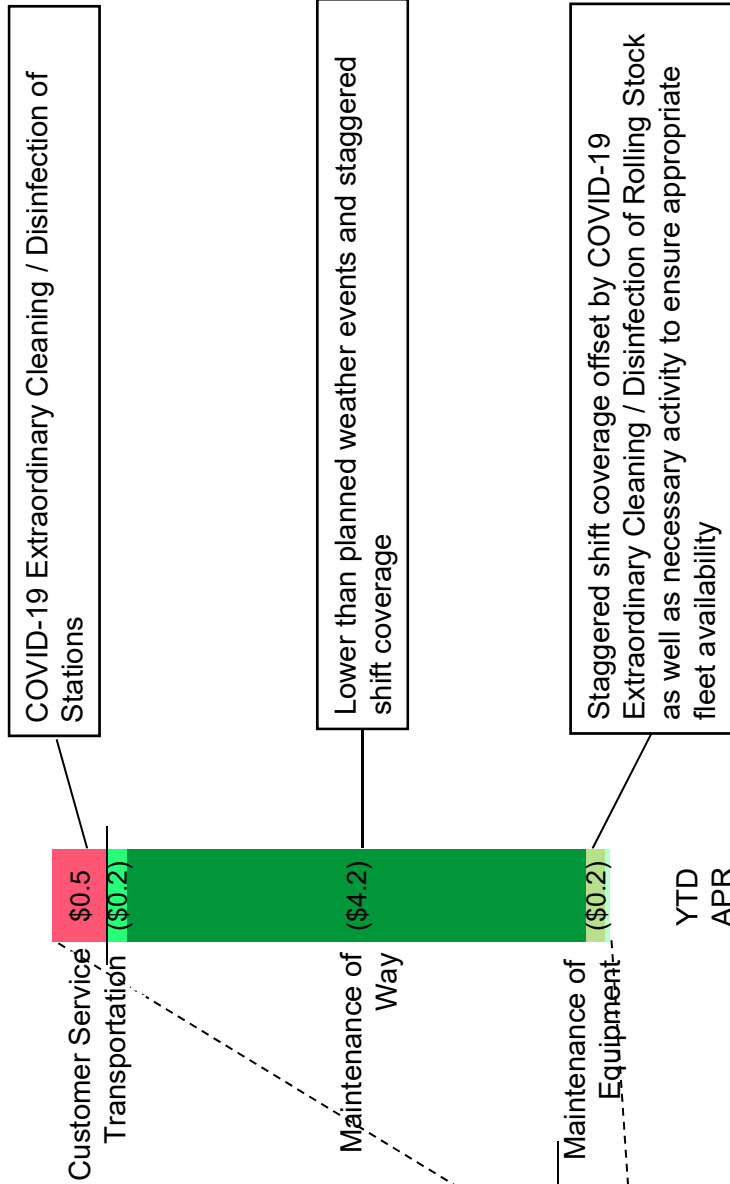 COVID-19 Extraordinary Cleaning / Disinfection of
Stations
Customer Service
$0.5
Transportation
($0.2)
Lower than planned weather events and staggered
shift coverage
Maintenance of
Way
($4.2)
Staggered shift coverage offset by COVID-19
Extraordinary Cleaning / Disinfection of Rolling Stock
as well as necessary activity to ensure appropriate
fleet availability
Maintenance of
Equipment
($0.2)
YTD
APR